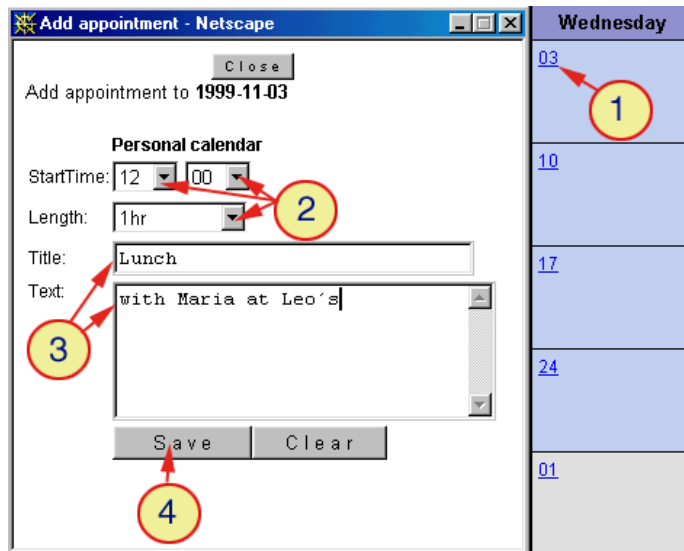 Add appointment - Netscape
Close
Add appointment to 1999-11-03
Personal calendar
StartTime: 12 00
2
Length: 1hr
Title: Lunch
Text: with Maria at Leo´s
3
Save Clear
4
Wednesday
03
1
10
17
24
01